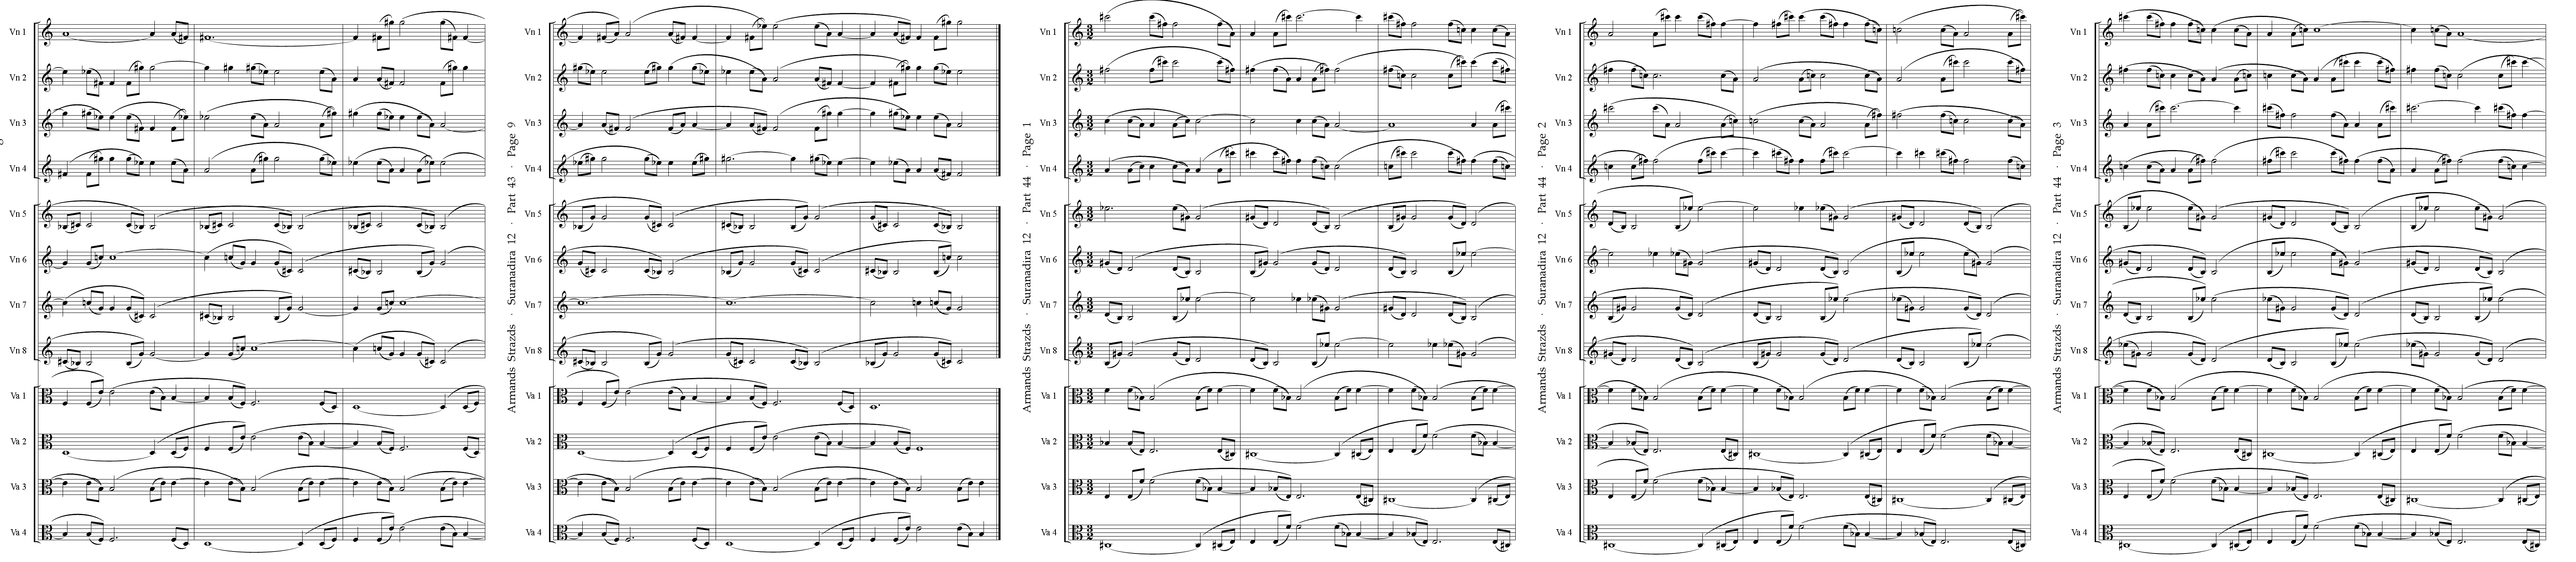 Vn 1
Vn 2
Vn 3
Vn 4
Vn 5
Vn 6
Vn 7
Vn 8
Va 1
Va 2
Va 3
Va 4
Armands Strazds · Suranadira 12 · Part 43 · Page 9
Vn 1
Vn 2
Vn 3
Vn 4
Vn 5
Vn 6
Vn 7
Vn 8
Va 1
Va 2
Va 3
Va 4
Armands Strazds · Suranadira 12 · Part 44 · Page 1
Vn 1
Vn 2
Vn 3
Vn 4
Vn 5
Vn 6
Vn 7
Vn 8
Va 1
Va 2
Va 3
Va 4
Armands Strazds · Suranadira 12 · Part 44 · Page 2
Vn 1
Vn 2
Vn 3
Vn 4
Vn 5
Vn 6
Vn 7
Vn 8
Va 1
Va 2
Va 3
Va 4
Armands Strazds · Suranadira 12 · Part 44 · Page 3
Vn 1
Vn 2
Vn 3
Vn 4
Vn 5
Vn 6
Vn 7
Vn 8
Va 1
Va 2
Va 3
Va 4